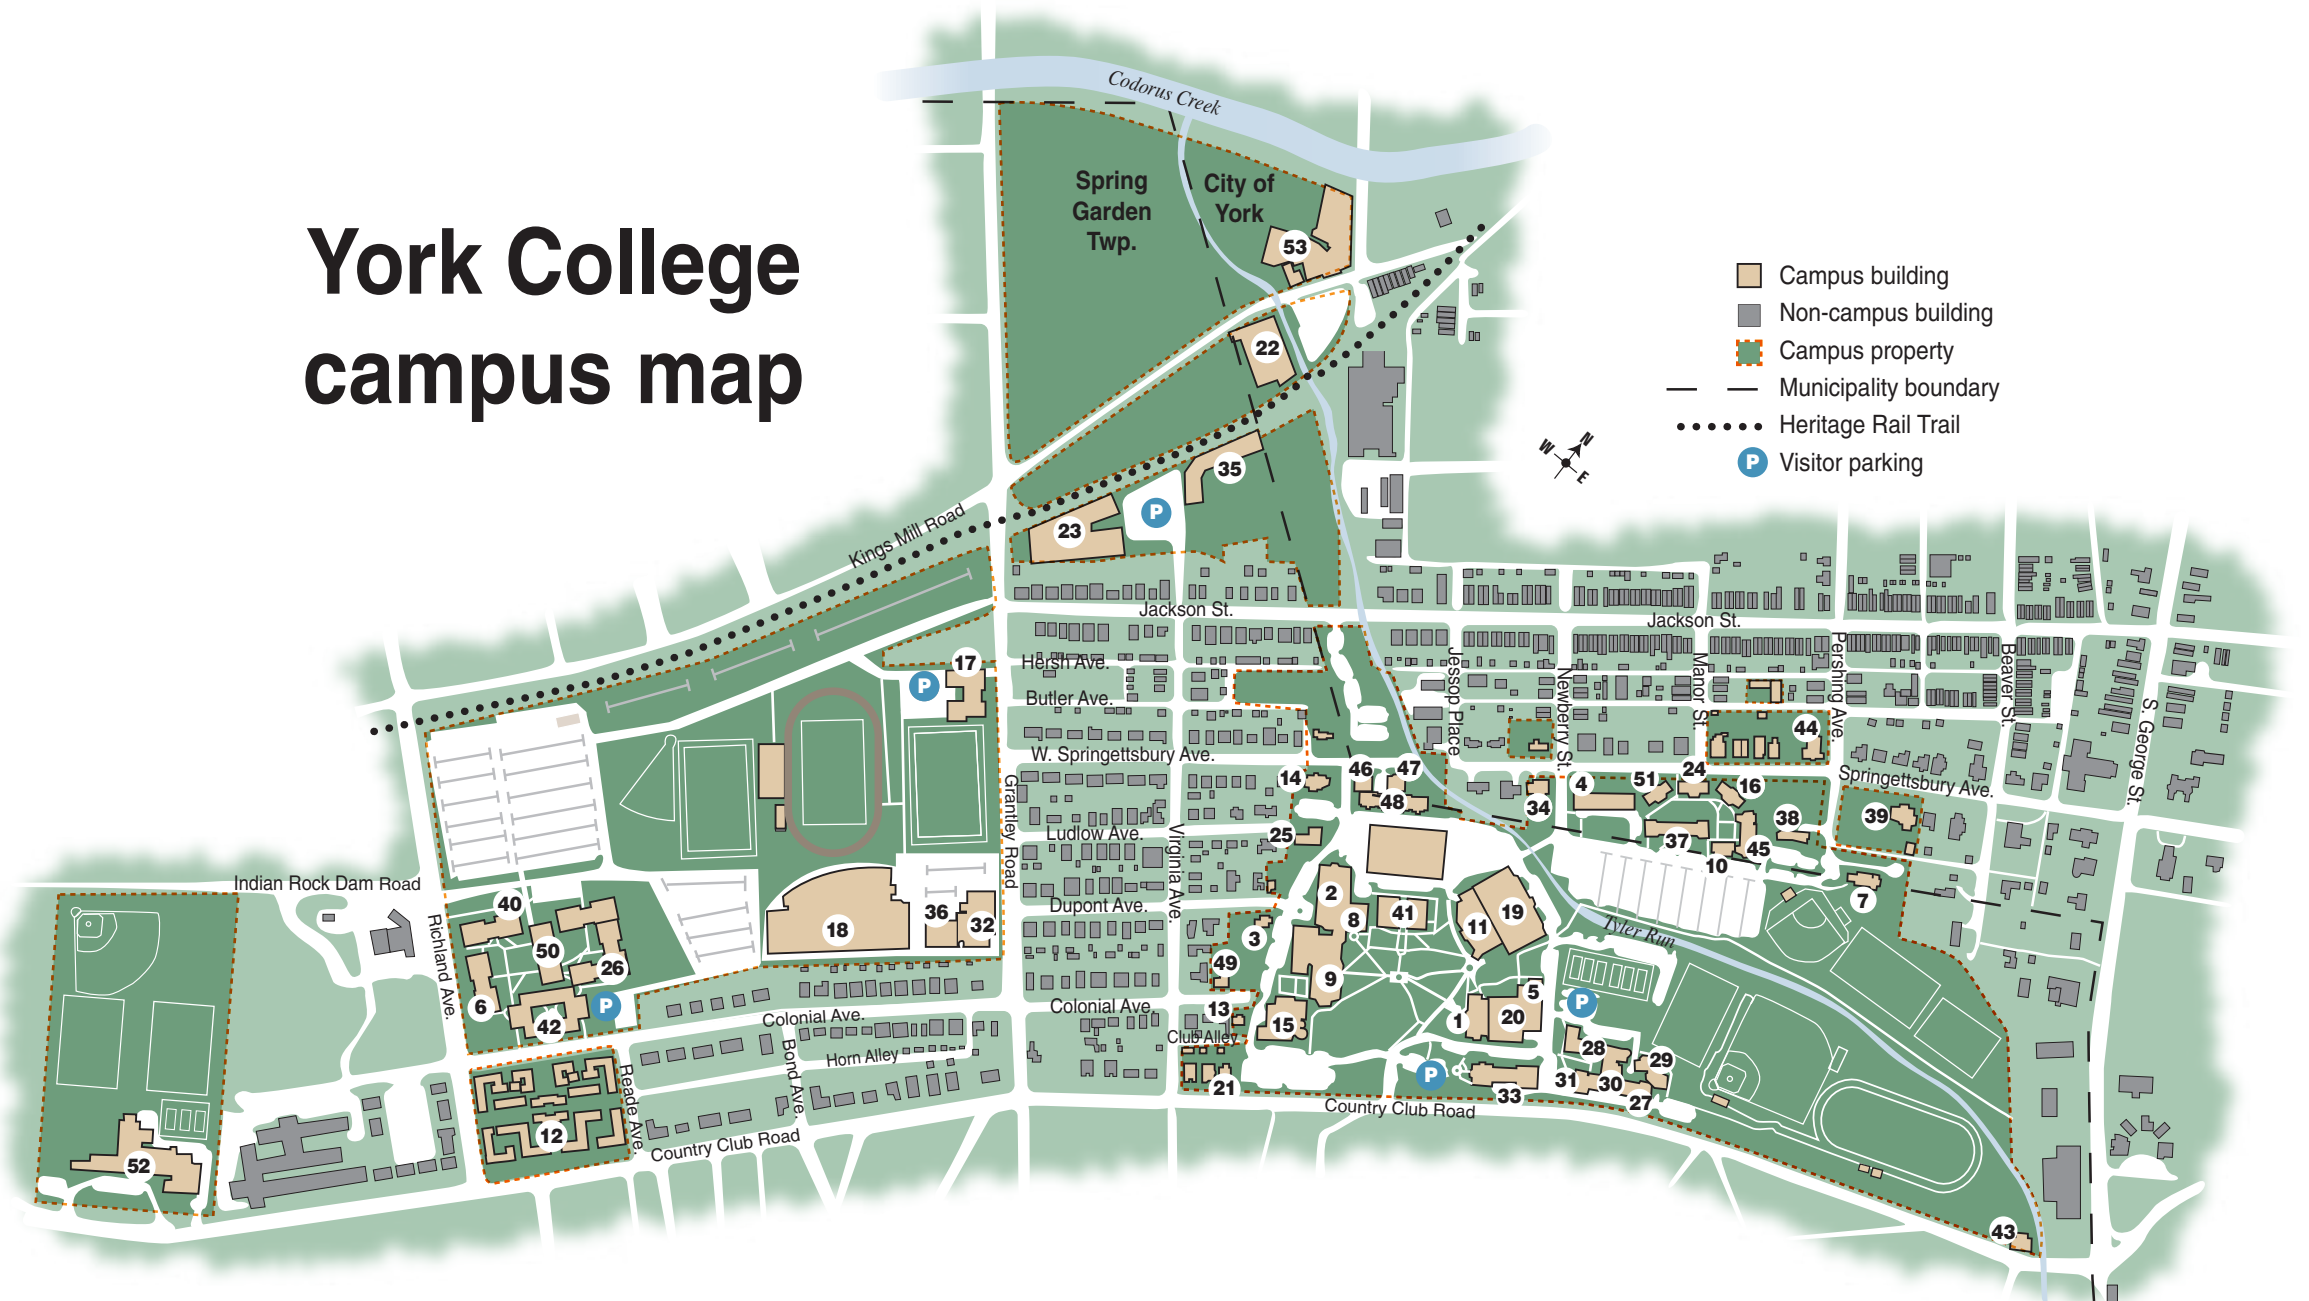 York College
campus map
Codorus Creek
Spring
Garden
Twp.
City of
York
53
22
35
23
P
Kings Mill Road
Campus building
Non-campus building
Campus property
Municipality boundary
Heritage Rail Trail
P Visitor parking
N
W
E
Jackson St.
Jackson St.
Hersh Ave.
Butler Ave.
W. Springettsbury Ave.
Springettsbury Ave.
Ludlow Ave.
Dupont Ave.
Colonial Ave.
Colonial Ave.
Club Alley
Horn Alley
Country Club Road
Country Club Road
Indian Rock Dam Road
Richland Ave.
Reade Ave.
Bond Ave.
Grantley Road
Virginia Ave.
Jessop Place
Newberry St.
Manor St.
Pershing Ave.
Beaver St.
S. George St.
Tyler Run
17
P
44
14
46
47
48
34
4
51
24
16
38
37
10
45
39
7
25
2
8
41
11
19
3
49
9
13
15
1
20
5
P
21
P
33
28
29
31
30
27
43
18
36
32
40
50
26
6
42
P
12
52